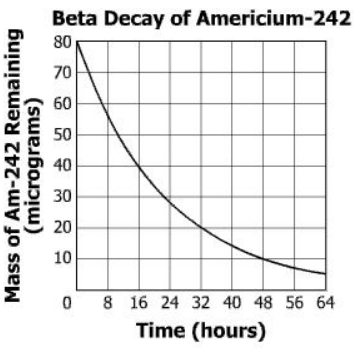 Beta Decay of Americium-242
Mass of Am-242 Remaining
(micrograms)
80
70
60
50
40
30
20
10
0 8 16 24 32 40 48 56 64
Time (hours)